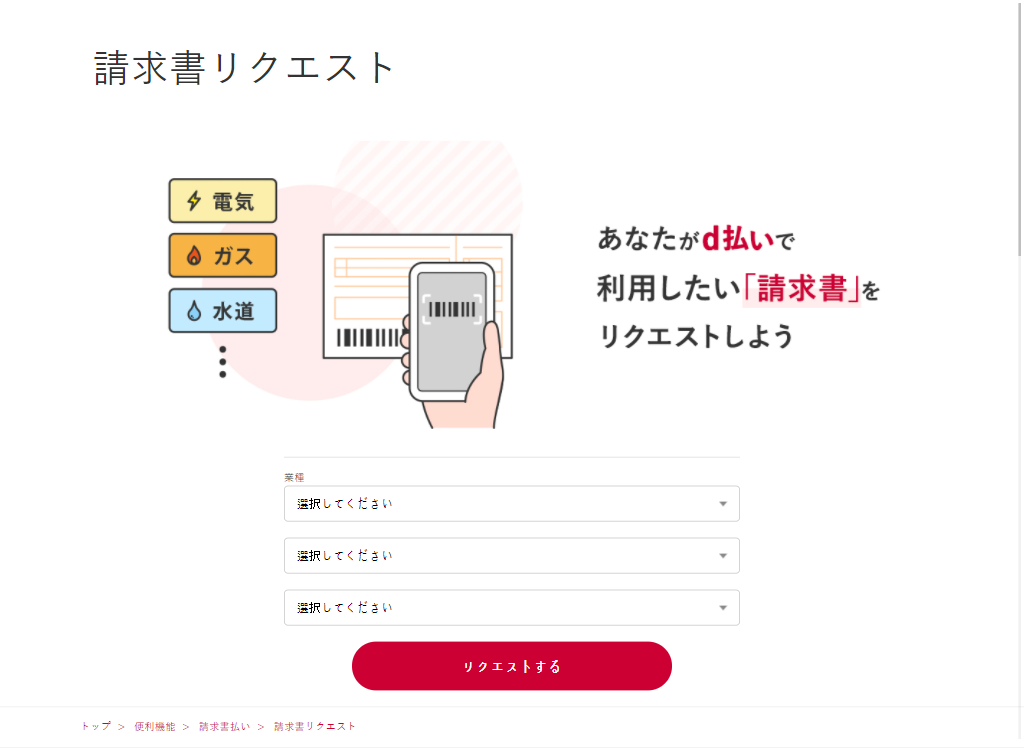 請求書リクエスト
電気
ガス
水道
あなたがd払いで
利用したい「請求書」を
リクエストしよう
業種
選択してください
選択してください
選択してください
リクエストする
トップ > 便利機能 > 請求書払い > 請求書リクエスト